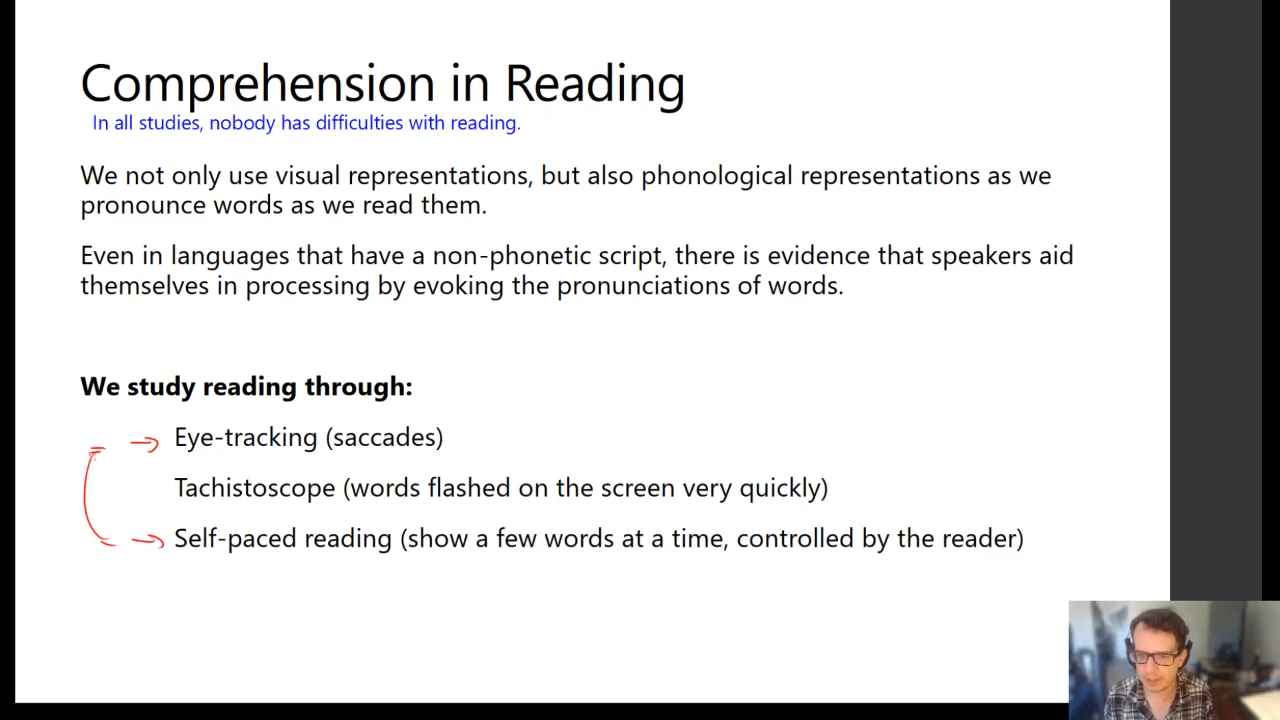 Comprehension in Reading
In all studies, nobody has difficulties with reading.
We not only use visual representations, but also phonological representations as we
pronounce words as we read them.
Even in languages that have a non-phonetic script, there is evidence that speakers aid
themselves in processing by evoking the pronunciations of words.
We study reading through:
Eye-tracking (saccades)
Tachistoscope (words flashed on the screen very quickly)
Self-paced reading (show a few words at a time, controlled by the reader)